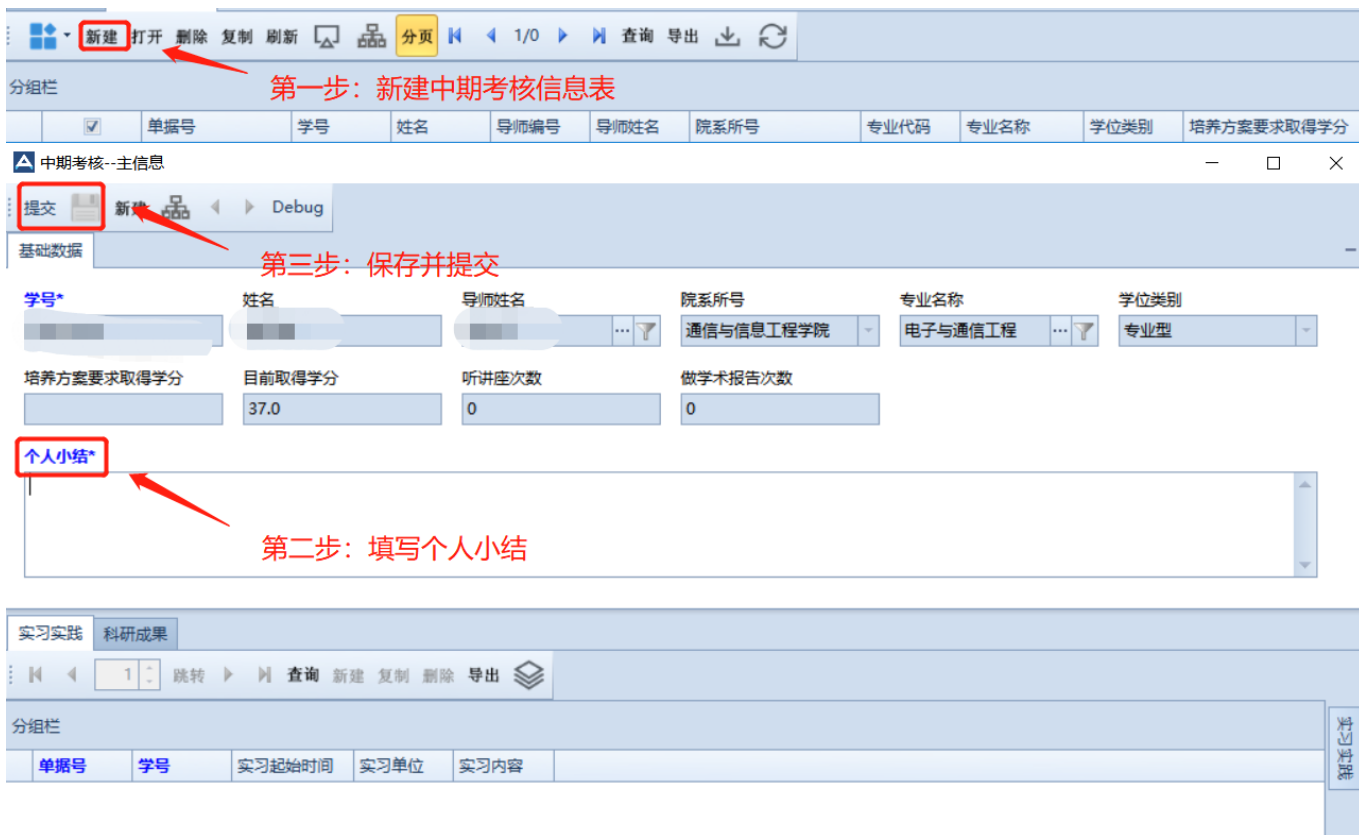 新建 打开 删除 复制 刷新 分页 1/0 查询 导出
分组栏
第一步：新建中期考核信息表
单据号 学号 姓名 导师编号 导师姓名 院系所号 专业代码 专业名称 学位类别 培养方案要求取得学分
中期考核--主信息
提交 新建 Debug
基础数据
第三步：保存并提交
学号* 姓名 导师姓名 院系所号 专业名称 学位类别
通信与信息工程学院 电子与通信工程 专业型
培养方案要求取得学分 目前取得学分 听讲座次数 做学术报告次数
37.0 0 0
个人小结*
第二步：填写个人小结
实习实践 科研成果
1 跳转 查询 新建 复制 删除 导出
分组栏
实习实践
单据号 学号 实习起始时间 实习单位 实习内容